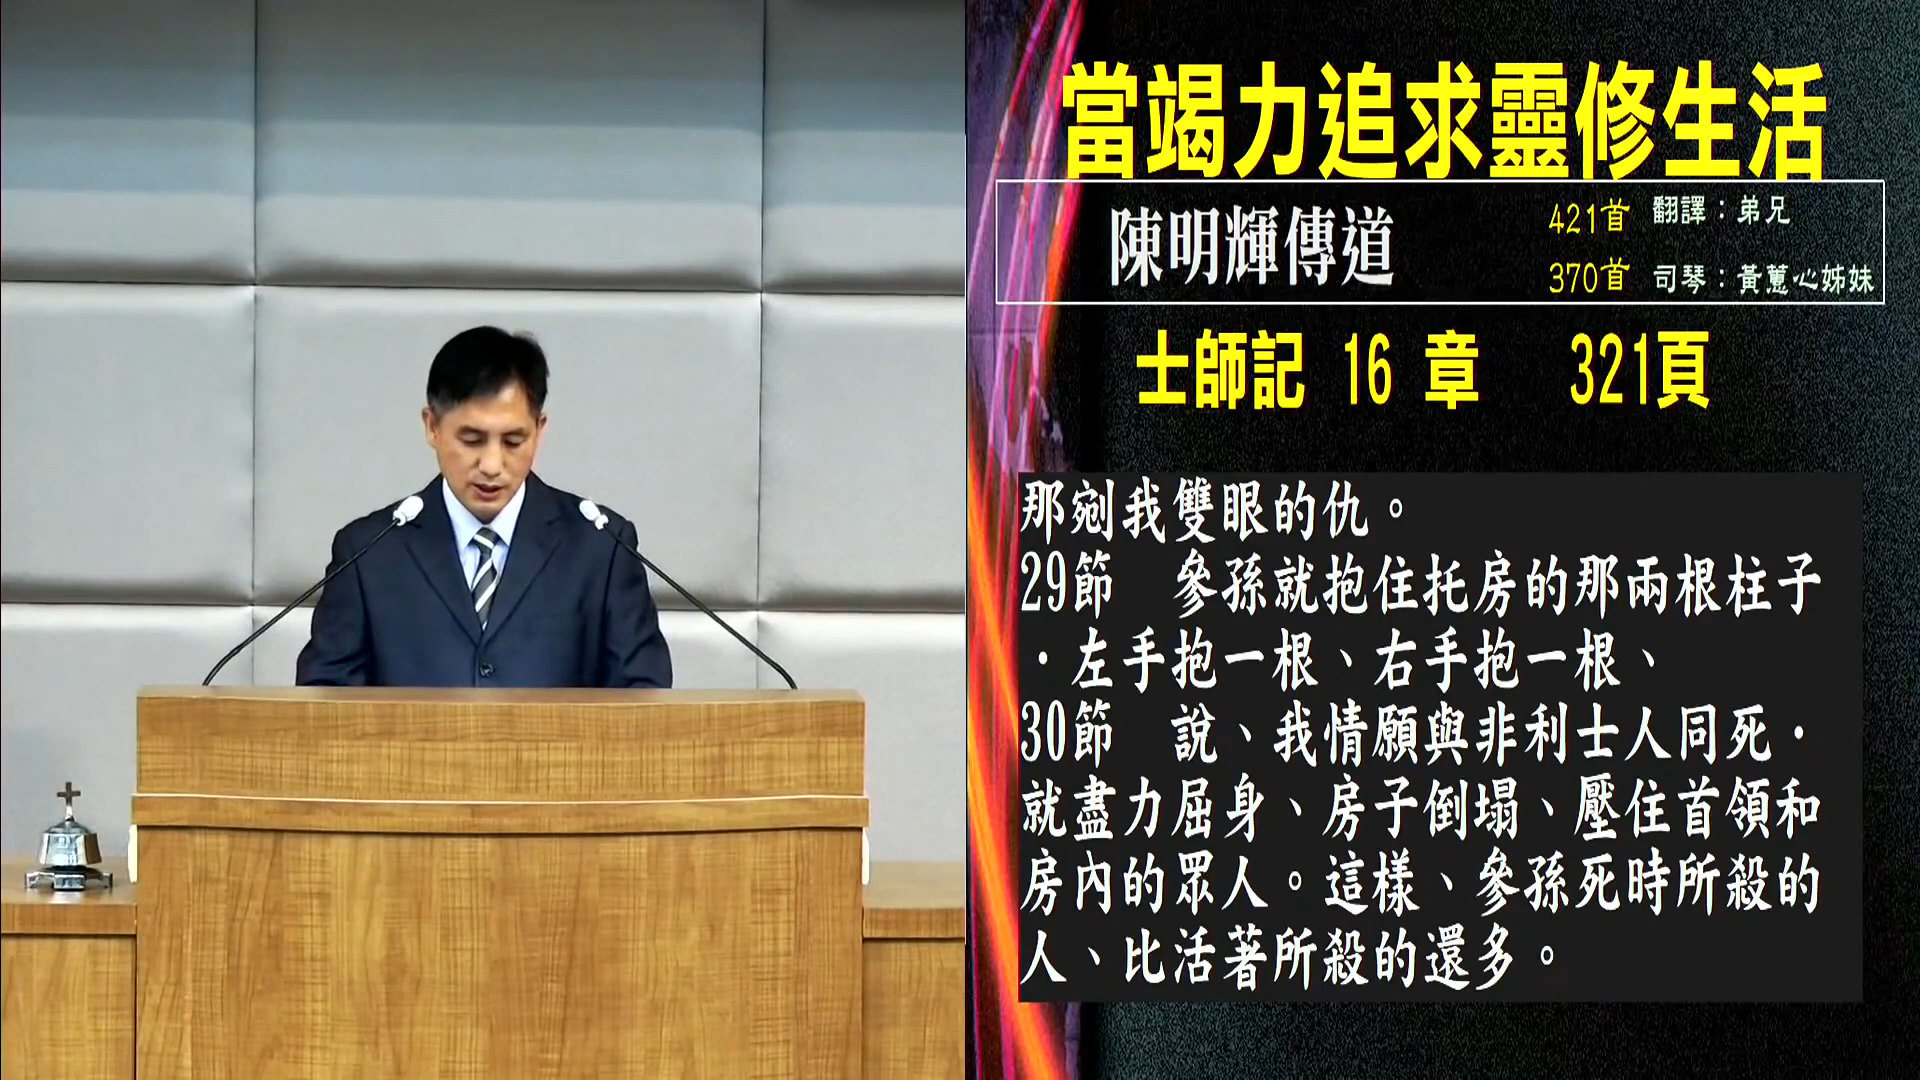 當竭力追求靈修生活
陳明輝傳道
421首 翻譯：弟兄
370首 司琴：黃蕙心姊妹
士師記 16 章 321頁
那剜我雙眼的仇。
29節　參孫就抱住托房的那兩根柱子
．左手抱一根、右手抱一根、
30節　說、我情願與非利士人同死．
就盡力屈身、房子倒塌、壓住首領和
房內的眾人。這樣、參孫死時所殺的
人、比活著所殺的還多。